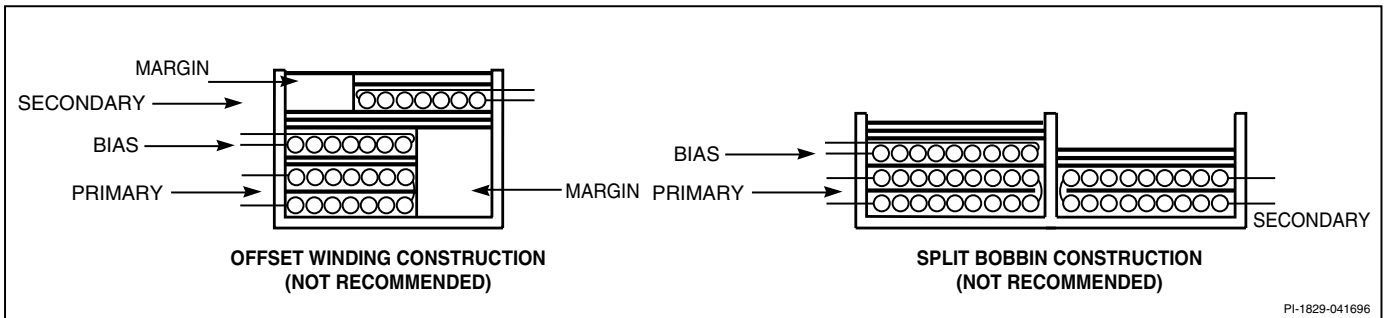 MARGIN
SECONDARY
BIAS
PRIMARY
MARGIN
OFFSET WINDING CONSTRUCTION
(NOT RECOMMENDED)
BIAS
PRIMARY
SECONDARY
SPLIT BOBBIN CONSTRUCTION
(NOT RECOMMENDED)
PI-1829-041696